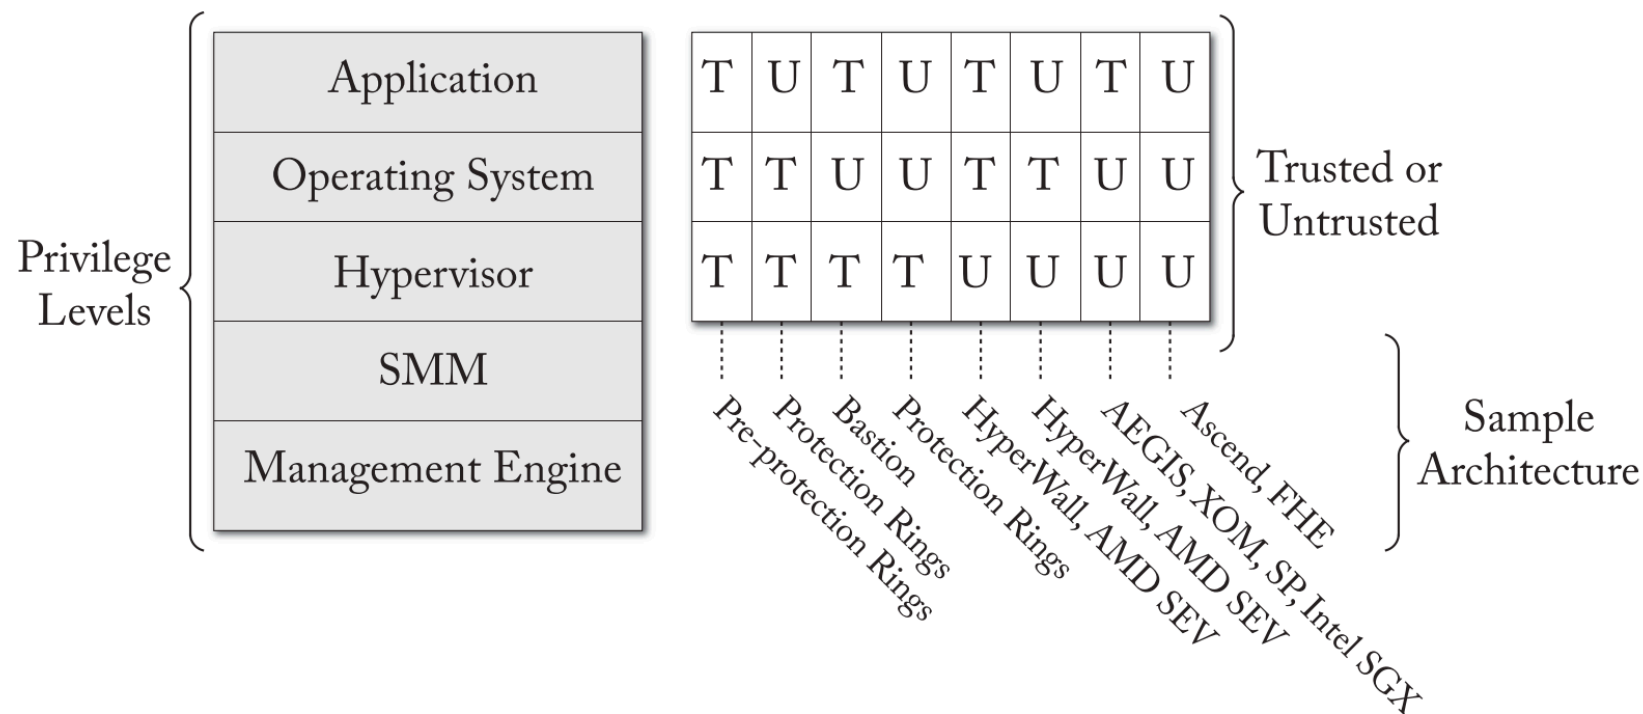 Privilege
Levels
Application
Operating System
Hypervisor
SMM
Management Engine
T U T U T U T U
T T U U T T U U
T T T T U U U U
Trusted or
Untrusted
Pre-protection Rings
Protection Rings
Bastion
Protection Rings
HyperWall, AMD SEV
HyperWall, AMD SEV
AEGIS, XOM, SP, Intel SGX
Ascend, FHE
Sample
Architecture